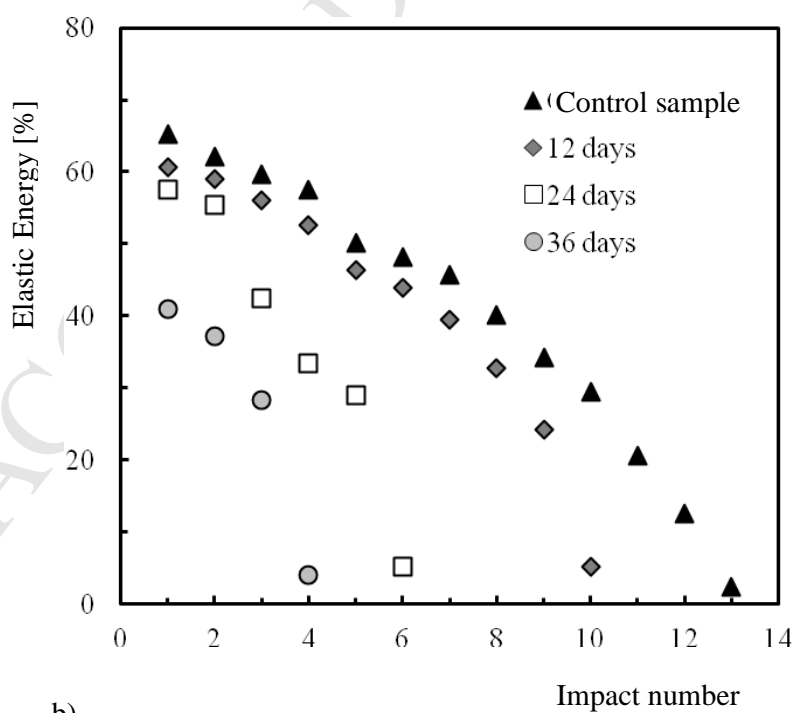 80
60
40
20
0
Elastic Energy [%]
Control sample
12 days
24 days
36 days
0 2 4 6 8 10 12 14
Impact number
b)